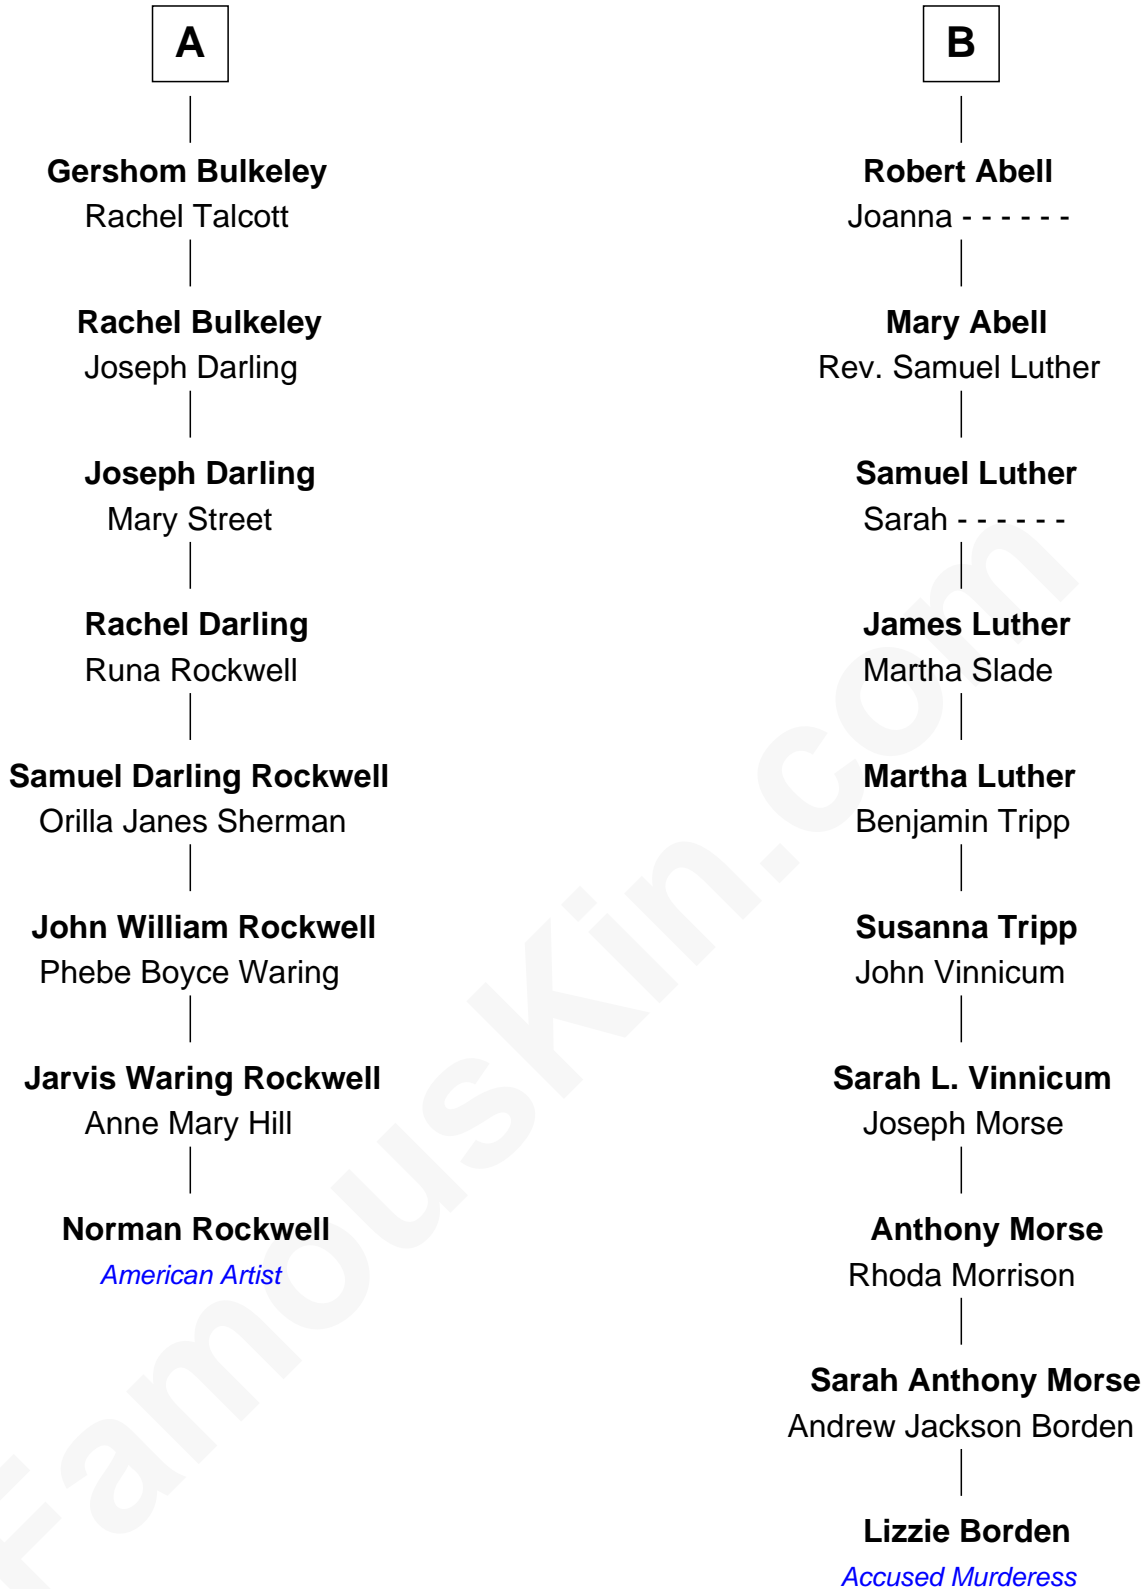 A
Gershom Bulkeley
Rachel Talcott
Rachel Bulkeley
Joseph Darling
Joseph Darling
Mary Street
Rachel Darling
Runa Rockwell
Samuel Darling Rockwell
Orilla Janes Sherman
John William Rockwell
Phebe Boyce Waring
Jarvis Waring Rockwell
Anne Mary Hill
Norman Rockwell
American Artist
B
Robert Abell
Joanna - - - - - -
Mary Abell
Rev. Samuel Luther
Samuel Luther
Sarah - - - - - -
James Luther
Martha Slade
Martha Luther
Benjamin Tripp
Susanna Tripp
John Vinnicum
Sarah L. Vinnicum
Joseph Morse
Anthony Morse
Rhoda Morrison
Sarah Anthony Morse
Andrew Jackson Borden
Lizzie Borden
Accused Murderess
FamousKin.com